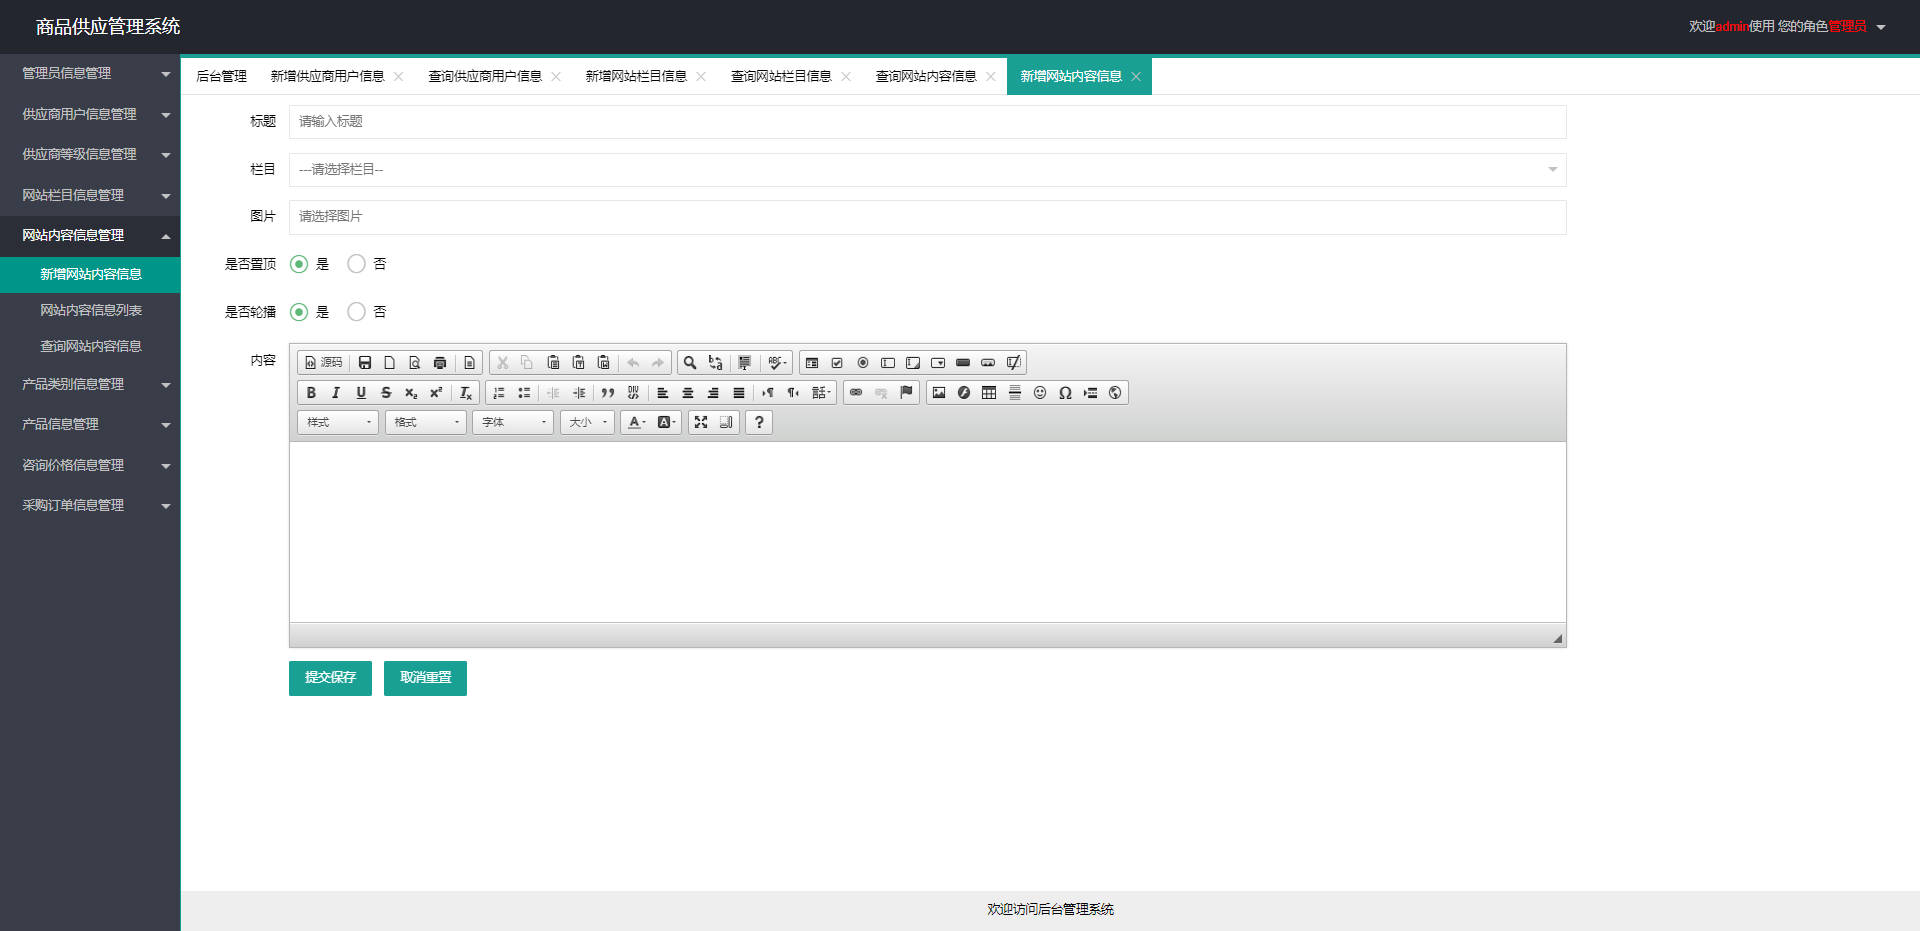 商品供应管理系统
欢迎admin使用 您的角色管理员
管理员信息管理
供应商用户信息管理
供应商等级信息管理
网站栏目信息管理
网站内容信息管理
新增网站内容信息
网站内容信息列表
查询网站内容信息
产品类别信息管理
产品信息管理
咨询价格信息管理
采购订单信息管理
后台管理 新增供应商用户信息 查询供应商用户信息 新增网站栏目信息 查询网站栏目信息 查询网站内容信息 新增网站内容信息
标题 请输入标题
栏目 ---请选择栏目--
图片 请选择图片
是否置顶 是 否
是否轮播 是 否
内容
源码
样式 格式 字体 大小
提交保存 取消重置
欢迎访问后台管理系统